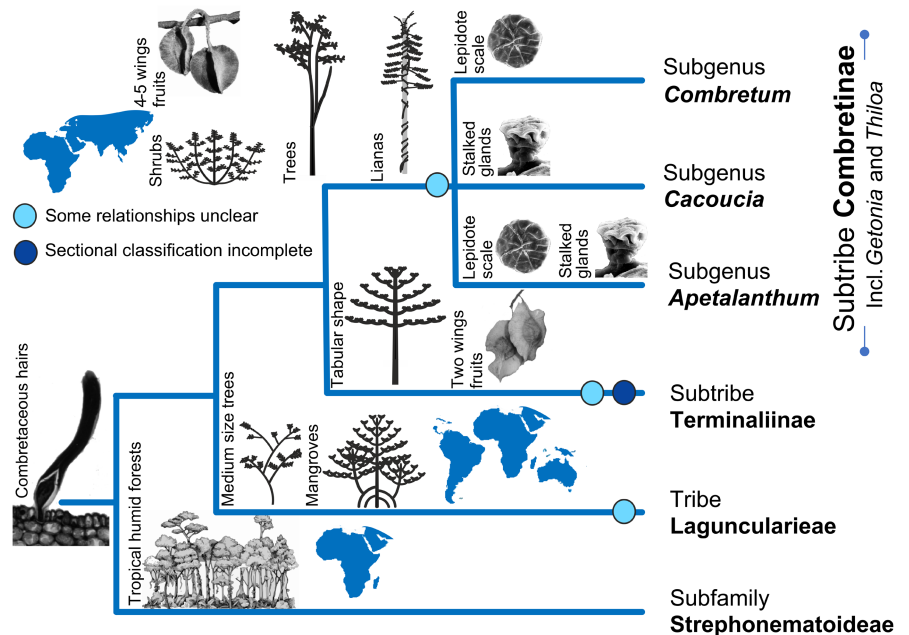 4-5 wings
fruits
Shrubs
Trees
Lianas
Lepidote
scale
Subgenus
Combretum
Stalked
glands
Subgenus
Cacoucia
Lepidote
scale
Stalked
glands
Subgenus
Apetalanthum
Subtribe Combretinae
Incl. Getonia and Thiloa
Some relationships unclear
Sectional classification incomplete
Tabular shape
Two wings
fruits
Subtribe
Terminaliinae
Combretaceous hairs
Medium size trees
Mangroves
Tribe
Laguncularieae
Tropical humid forests
Subfamily
Strephonematoideae